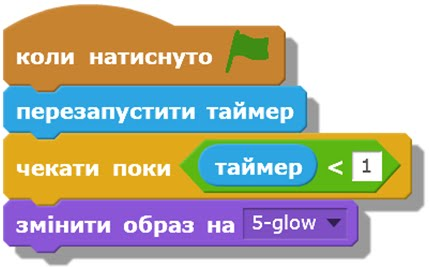 коли натиснуто
перезапустити таймер
чекати поки таймер < 1
змінити образ на 5-glow